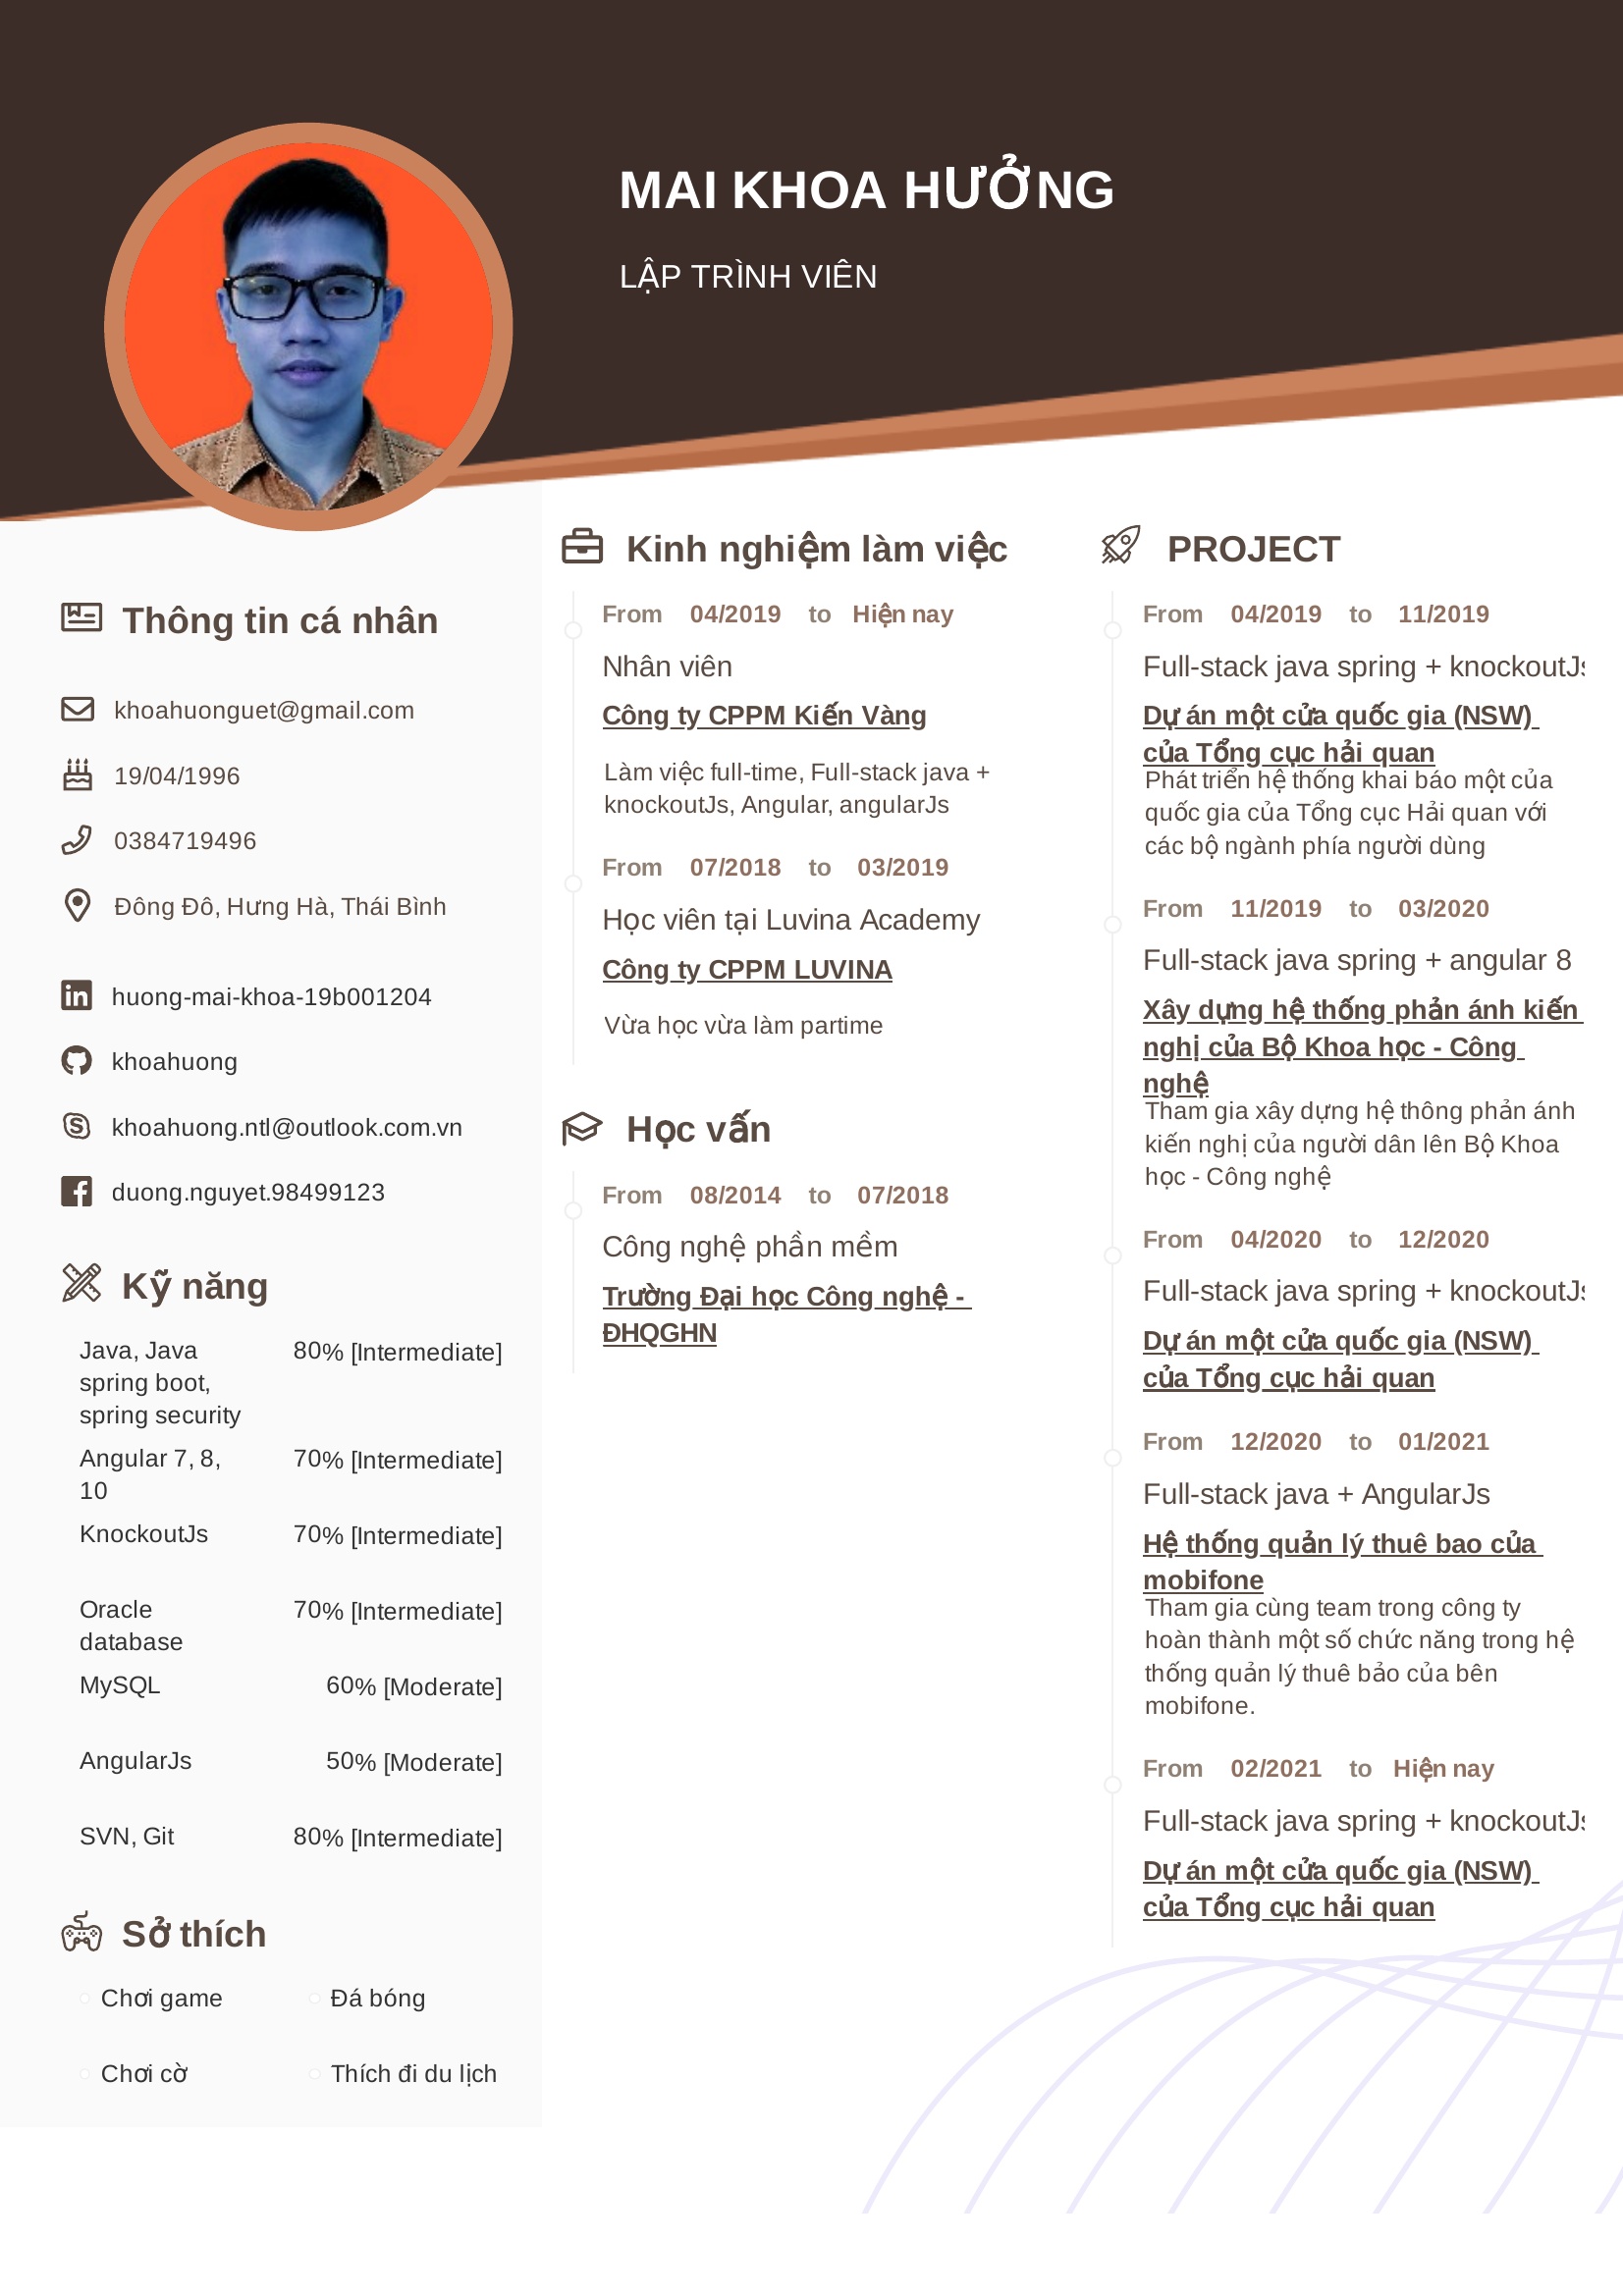 MAI KHOA HƯỞNG
LẬP TRÌNH VIÊN
Thông tin cá nhân
khoahuonguet@gmail.com
19/04/1996
0384719496
Đông Đô, Hưng Hà, Thái Bình
huong-mai-khoa-19b001204
khoahuong
khoahuong.ntl@outlook.com.vn
duong.nguyet.98499123
Kỹ năng
Java, Java 80% [Intermediate]
spring boot,
spring security
Angular 7, 8, 70% [Intermediate]
10
KnockoutJs 70% [Intermediate]
Oracle 70% [Intermediate]
database
MySQL 60% [Moderate]
AngularJs 50% [Moderate]
SVN, Git 80% [Intermediate]
Sở thích
Chơi game Đá bóng
Chơi cờ Thích đi du lịch
Kinh nghiệm làm việc
From 04/2019 to Hiện nay
Nhân viên
Công ty CPPM Kiến Vàng
Làm việc full-time, Full-stack java +
knockoutJs, Angular, angularJs
From 07/2018 to 03/2019
Học viên tại Luvina Academy
Công ty CPPM LUVINA
Vừa học vừa làm partime
Học vấn
From 08/2014 to 07/2018
Công nghệ phần mềm
Trường Đại học Công nghệ -
ĐHQGHN
PROJECT
From 04/2019 to 11/2019
Full-stack java spring + knockoutJs
Dự án một cửa quốc gia (NSW)
của Tổng cục hải quan
Phát triển hệ thống khai báo một của
quốc gia của Tổng cục Hải quan với
các bộ ngành phía người dùng
From 11/2019 to 03/2020
Full-stack java spring + angular 8
Xây dựng hệ thống phản ánh kiến
nghị của Bộ Khoa học - Công
nghệ
Tham gia xây dựng hệ thông phản ánh
kiến nghị của người dân lên Bộ Khoa
học - Công nghệ
From 04/2020 to 12/2020
Full-stack java spring + knockoutJs
Dự án một cửa quốc gia (NSW)
của Tổng cục hải quan
From 12/2020 to 01/2021
Full-stack java + AngularJs
Hệ thống quản lý thuê bao của
mobifone
Tham gia cùng team trong công ty
hoàn thành một số chức năng trong hệ
thống quản lý thuê bảo của bên
mobifone.
From 02/2021 to Hiện nay
Full-stack java spring + knockoutJs
Dự án một cửa quốc gia (NSW)
của Tổng cục hải quan